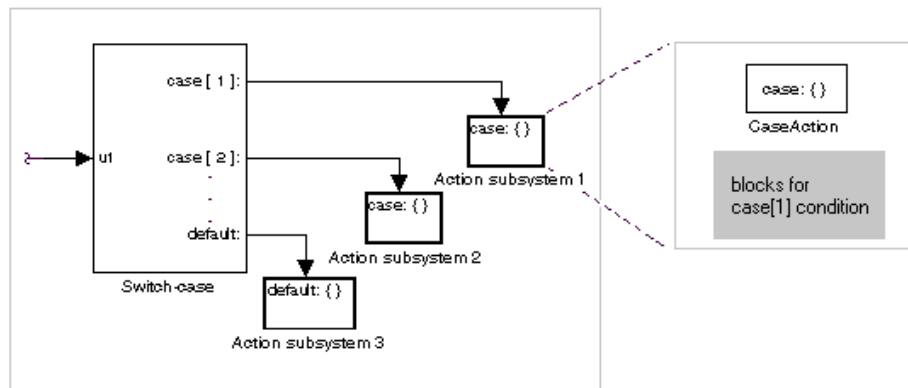 case [ 1 ]:
u1
case [ 2 ]:
default:
Switch-case
case: { }
Action subsystem 1
case: { }
Action subsystem 2
default: { }
Action subsystem 3
case: { }
CaseAction
blocks for
case[1] condition